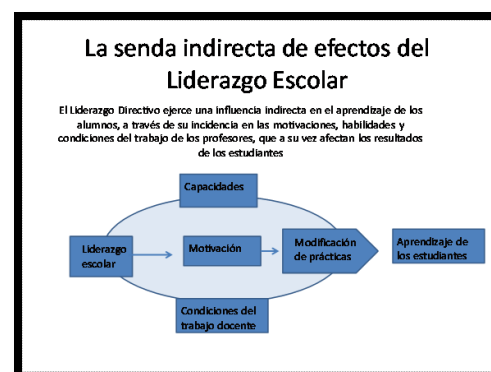 La senda indirecta de efectos del
Liderazgo Escolar
El Liderazgo Directivo ejerce una influencia indirecta en el aprendizaje de los
alumnos, a través de su incidencia en las motivaciones, habilidades y
condiciones del trabajo de los profesores, que a su vez afectan los resultados
de los estudiantes
Capacidades
Liderazgo
escolar
Motivación
Modificación
de prácticas
Aprendizaje de
los estudiantes
Condiciones del
trabajo docente